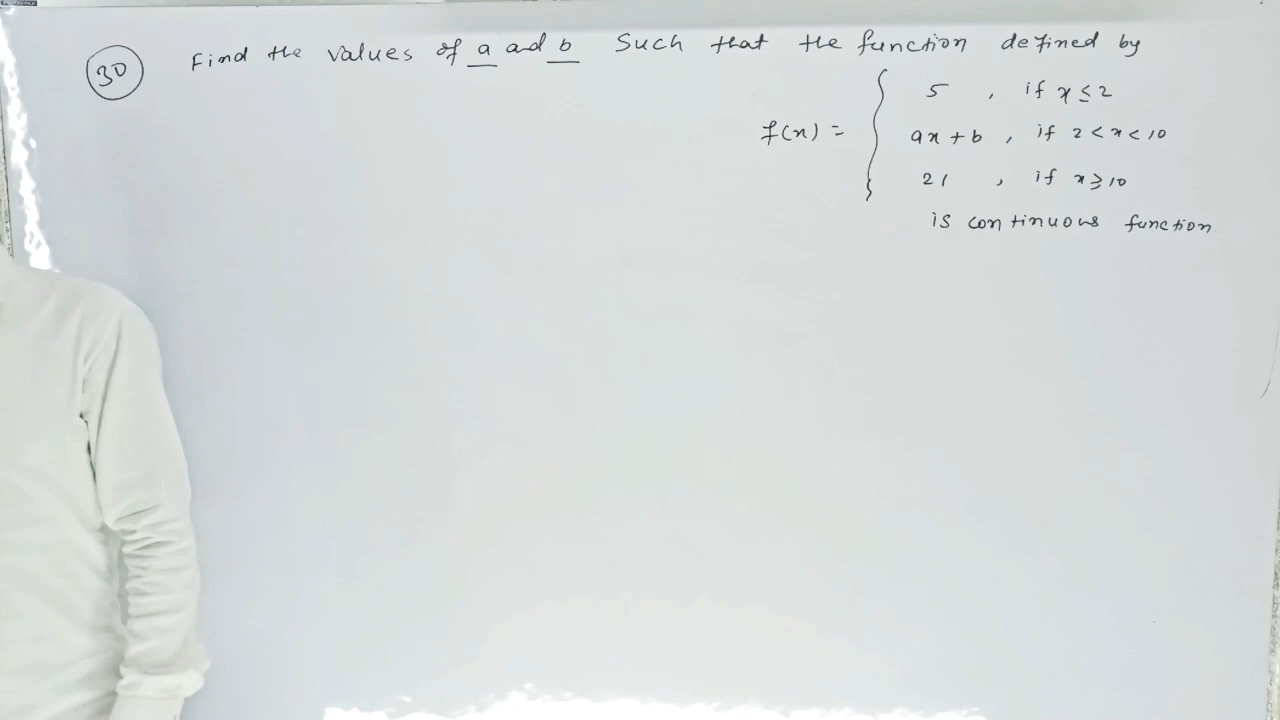 30 Find the values of a and b Such that the function defined by
f(x) = { 5 , if x ≤ 2
ax + b , if 2 < x < 10
21 , if x ≥ 10
is continuous function